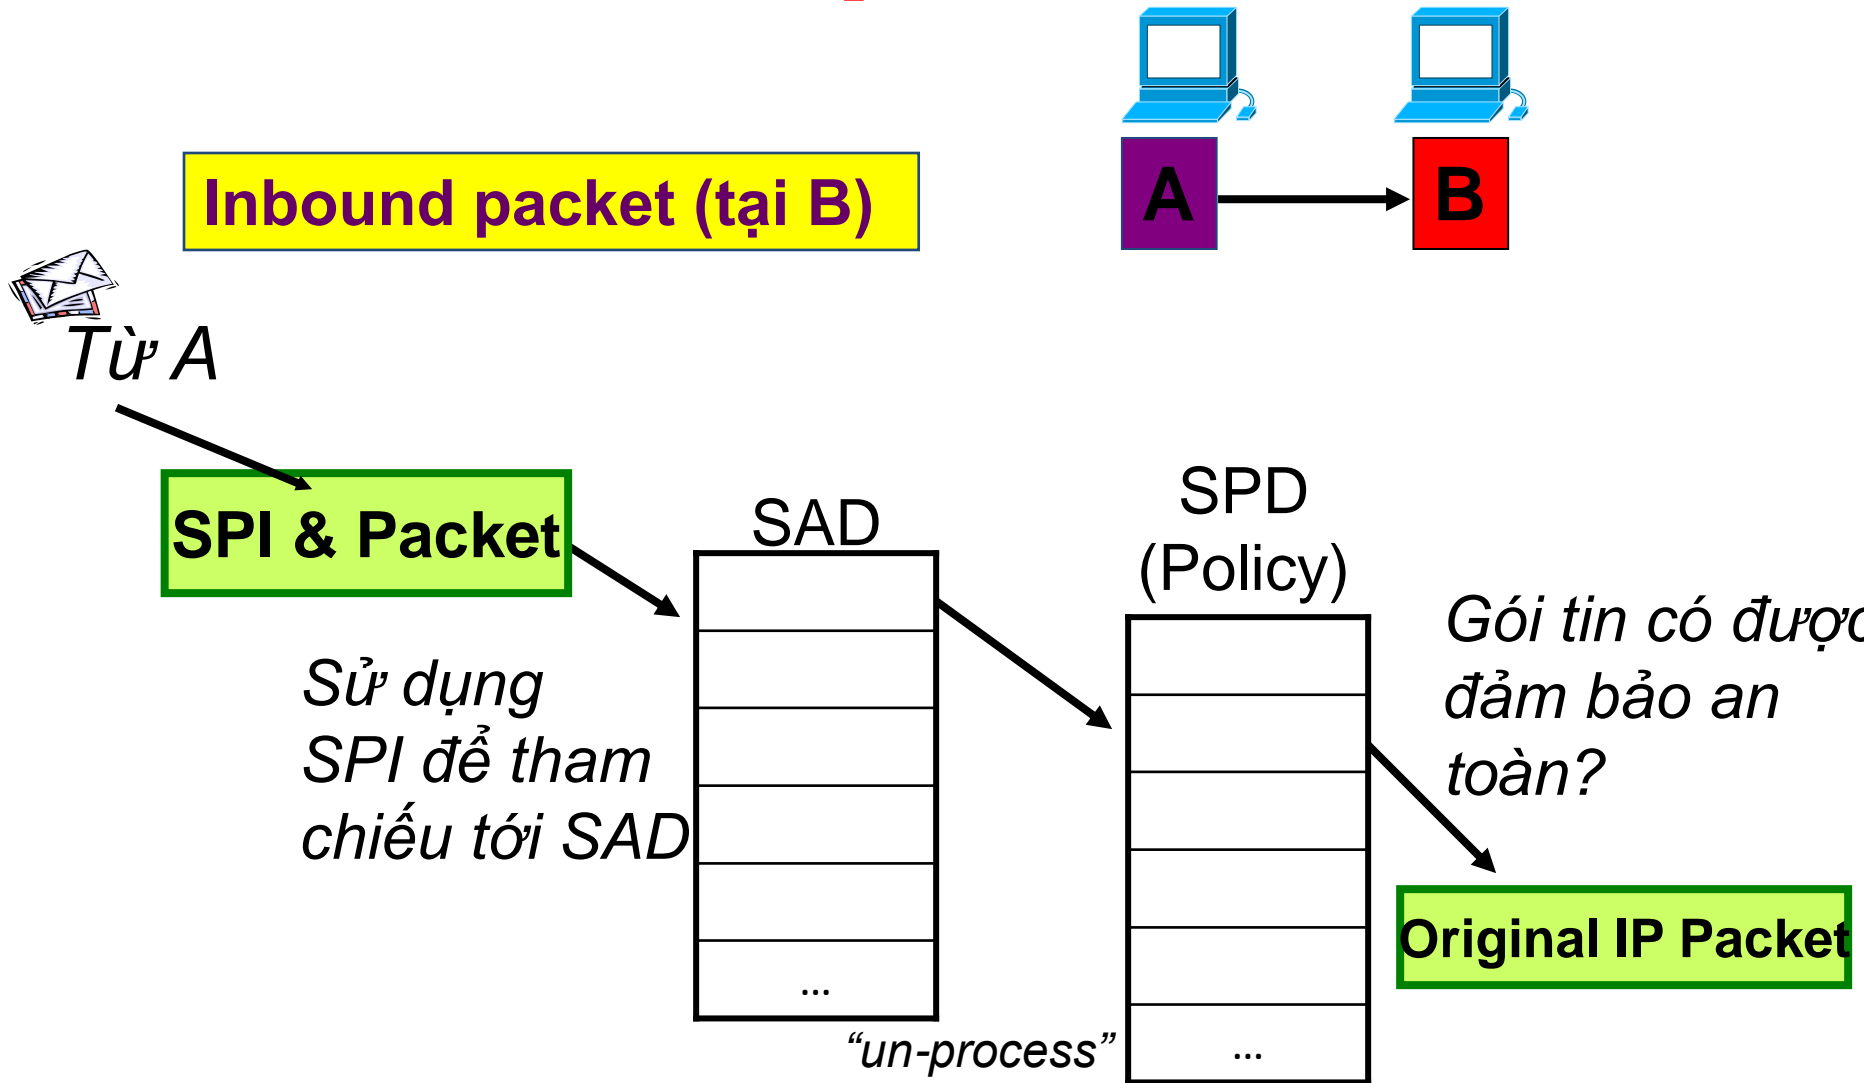 A
B
Inbound packet (tại B)
Từ A
SPI & Packet
SAD
SPD
(Policy)
Sử dụng
SPI để tham
chiếu tới SAD
Gói tin có được
đảm bảo an
toàn?
Original IP Packet
...
“un-process”
...